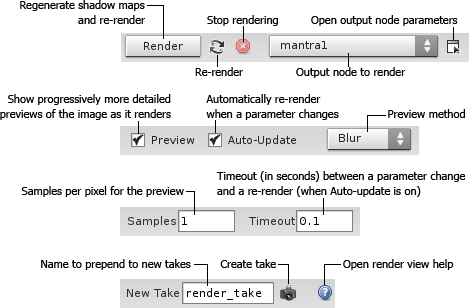 Regenerate shadow maps
and re-render
Stop rendering
Open output node parameters
Render
mantra1
Re-render
Output node to render
Show progressively more detailed
previews of the image as it renders
Automatically re-render
when a parameter changes
Preview method
Preview
Auto-Update
Blur
Samples per pixel for the preview
Timeout (in seconds) between a parameter change
and a re-render (when Auto-update is on)
Samples 1
Timeout 0.1
Name to prepend to new takes
Create take
Open render view help
New Take render_take
?